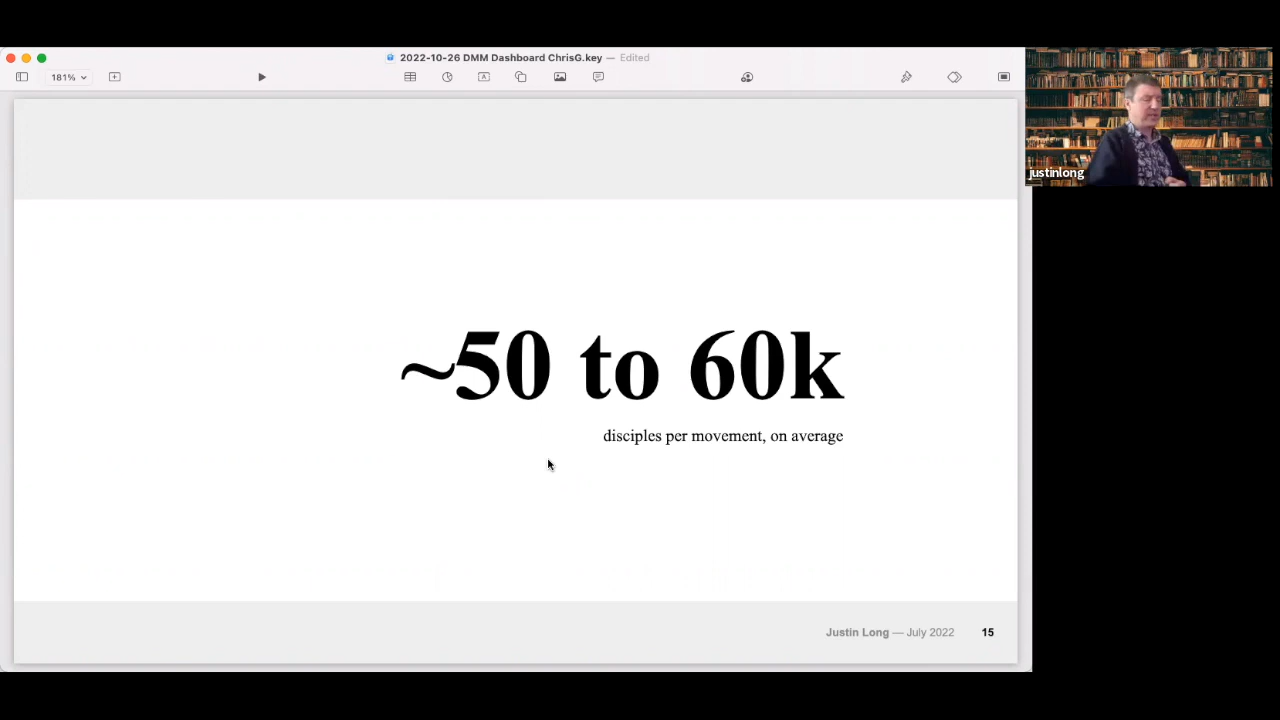 2022-10-26 DMM Dashboard ChrisG.key — Edited
181%
justinlong
~50 to 60k
disciples per movement, on average
Justin Long — July 2022 15